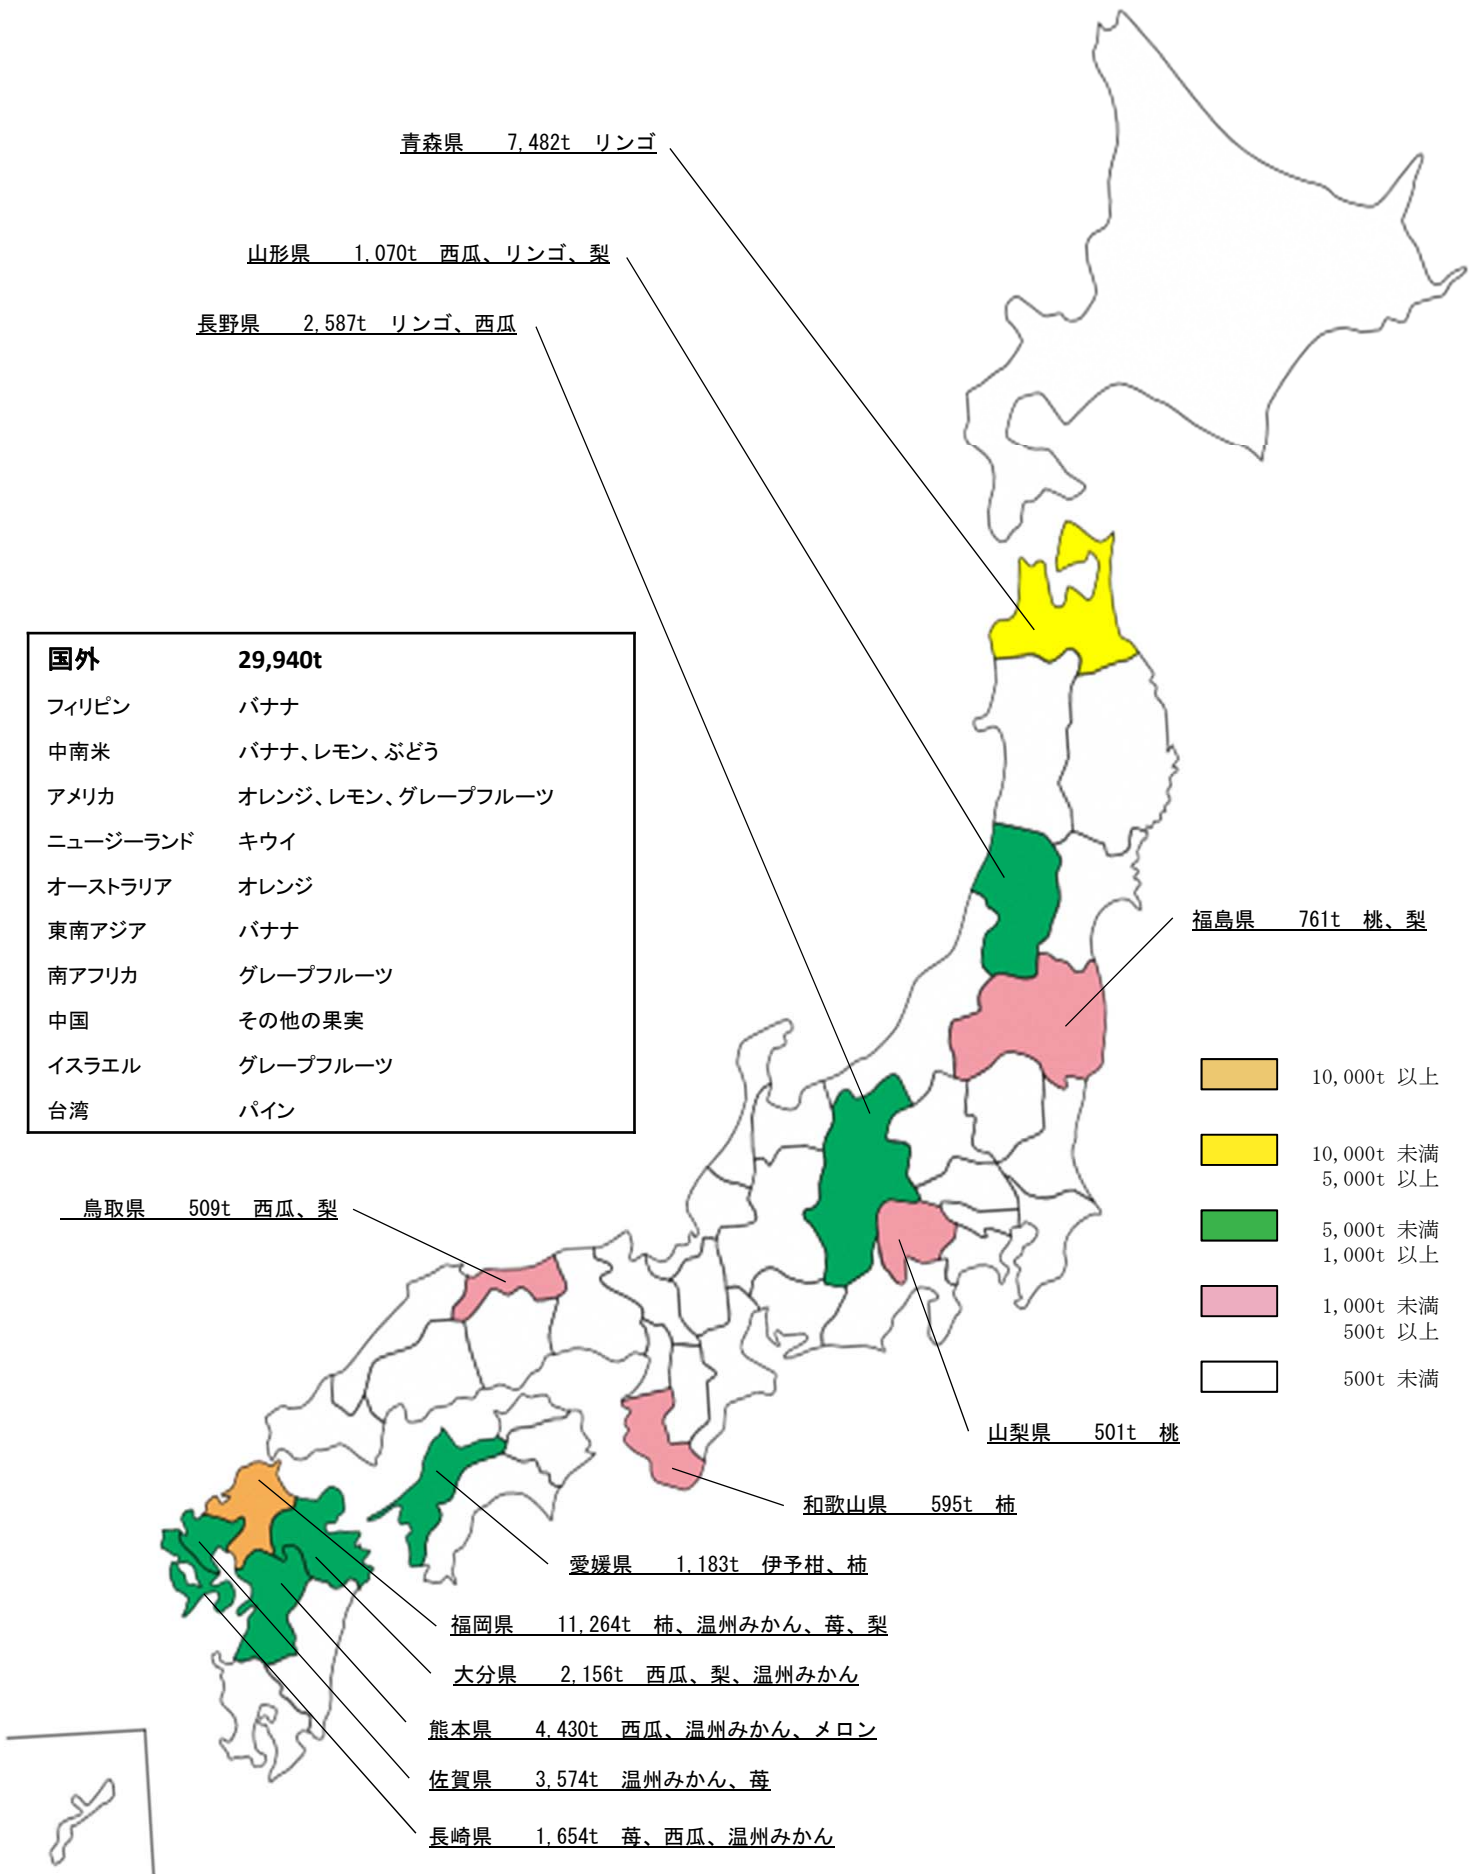 青森県 7,482t リンゴ
山形県 1,070t 西瓜、リンゴ、梨
長野県 2,587t リンゴ、西瓜
国外 29,940t
フィリピン バナナ
中南米 バナナ、レモン、ぶどう
アメリカ オレンジ、レモン、グレープフルーツ
ニュージーランド キウイ
オーストラリア オレンジ
東南アジア バナナ
南アフリカ グレープフルーツ
中国 その他の果実
イスラエル グレープフルーツ
台湾 パイン
福島県 761t 桃、梨
10,000t 以上
10,000t 未満
5,000t 以上
5,000t 未満
1,000t 以上
1,000t 未満
500t 以上
500t 未満
鳥取県 509t 西瓜、梨
山梨県 501t 桃
和歌山県 595t 柿
愛媛県 1,183t 伊予柑、柿
福岡県 11,264t 柿、温州みかん、苺、梨
大分県 2,156t 西瓜、梨、温州みかん
熊本県 4,430t 西瓜、温州みかん、メロン
佐賀県 3,574t 温州みかん、苺
長崎県 1,654t 苺、西瓜、温州みかん